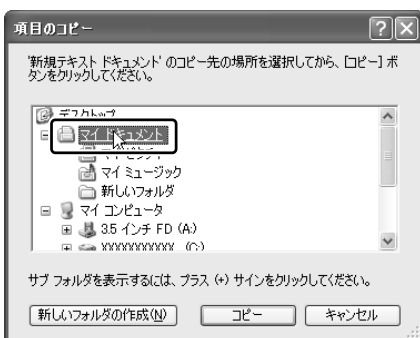 項目のコピー
'新規テキスト ドキュメント' のコピー先の場所を選択してから、[コピー] ボ
タンをクリックしてください。
デスクトップ
マイ ドキュメント
マイ ミュージック
新しいフォルダ
マイ コンピュータ
3.5 インチ FD (A:)
XXXXXXXXXX (C:)
サブ フォルダを表示するには、プラス (+) サインをクリックしてください。
新しいフォルダの作成(N) コピー キャンセル